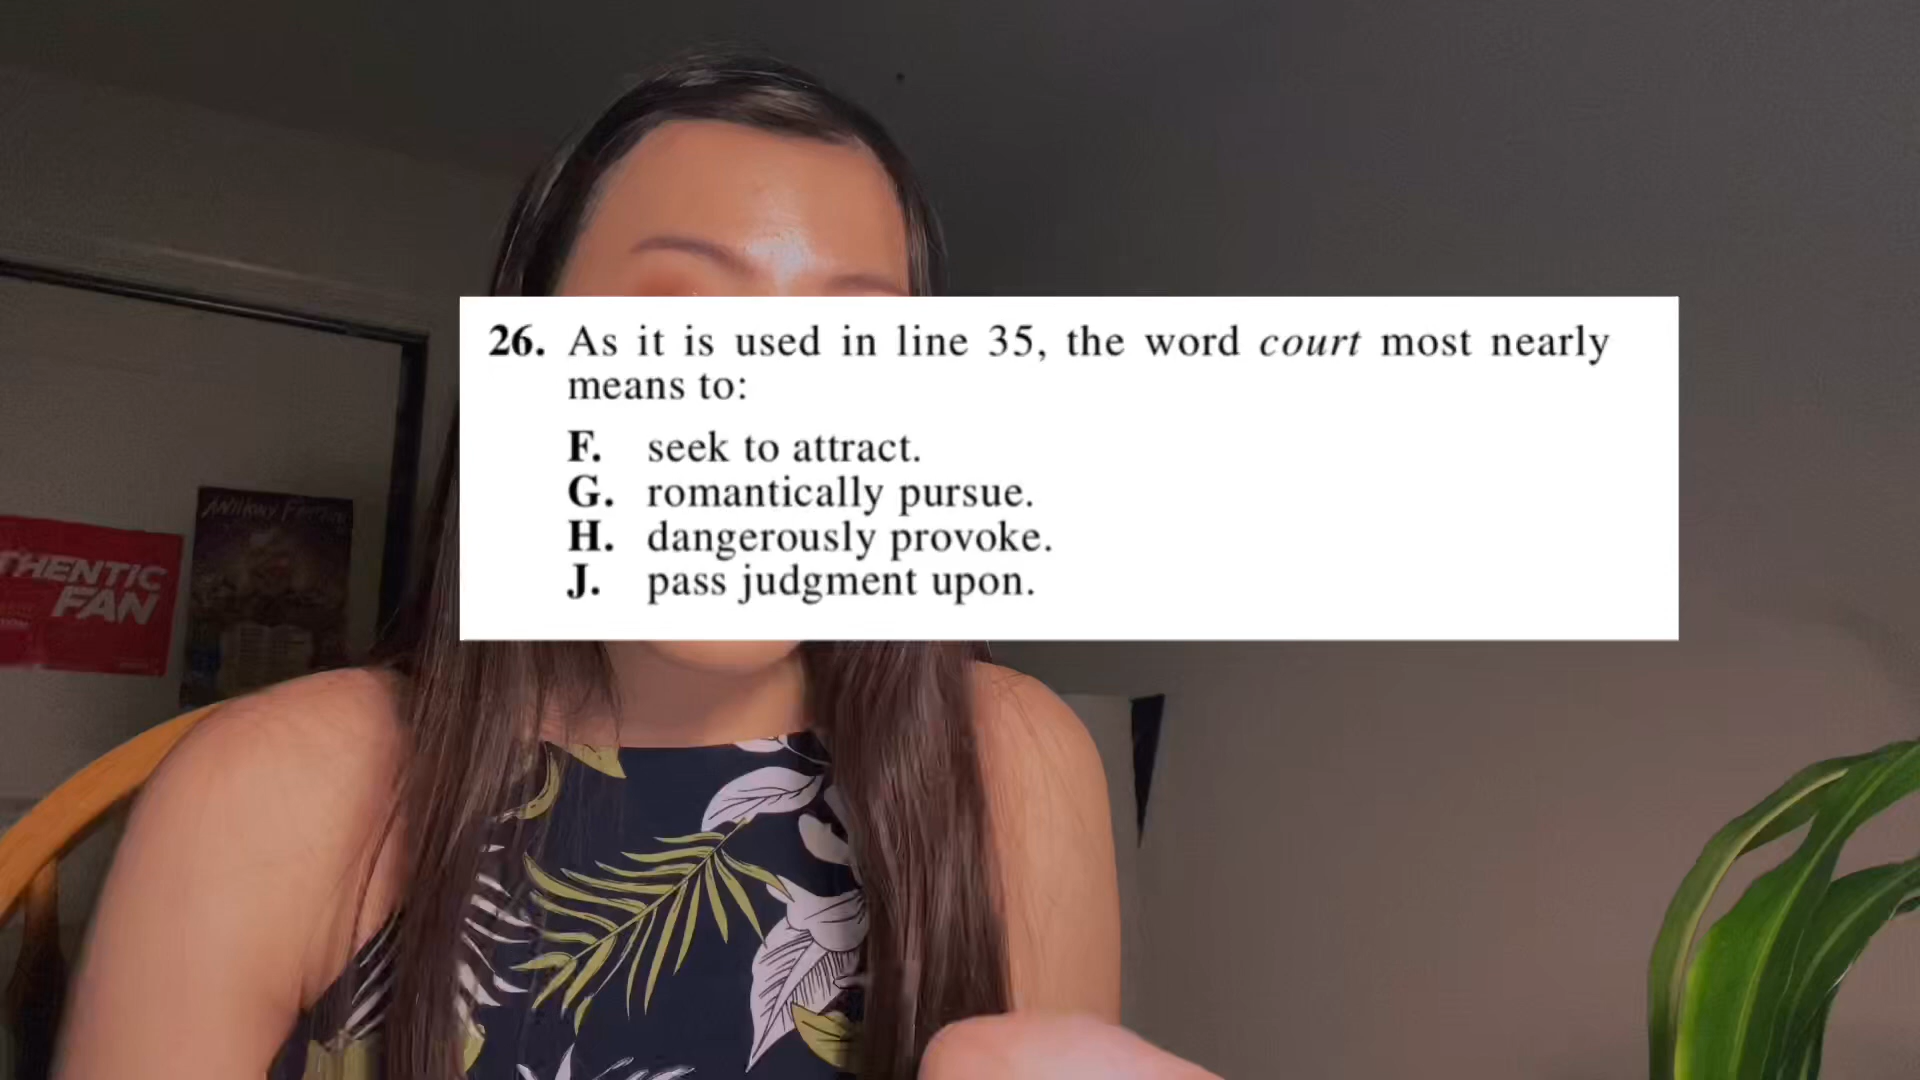 26. As it is used in line 35, the word court most nearly
means to:
F. seek to attract.
G. romantically pursue.
H. dangerously provoke.
J. pass judgment upon.
THENTIC
FAN